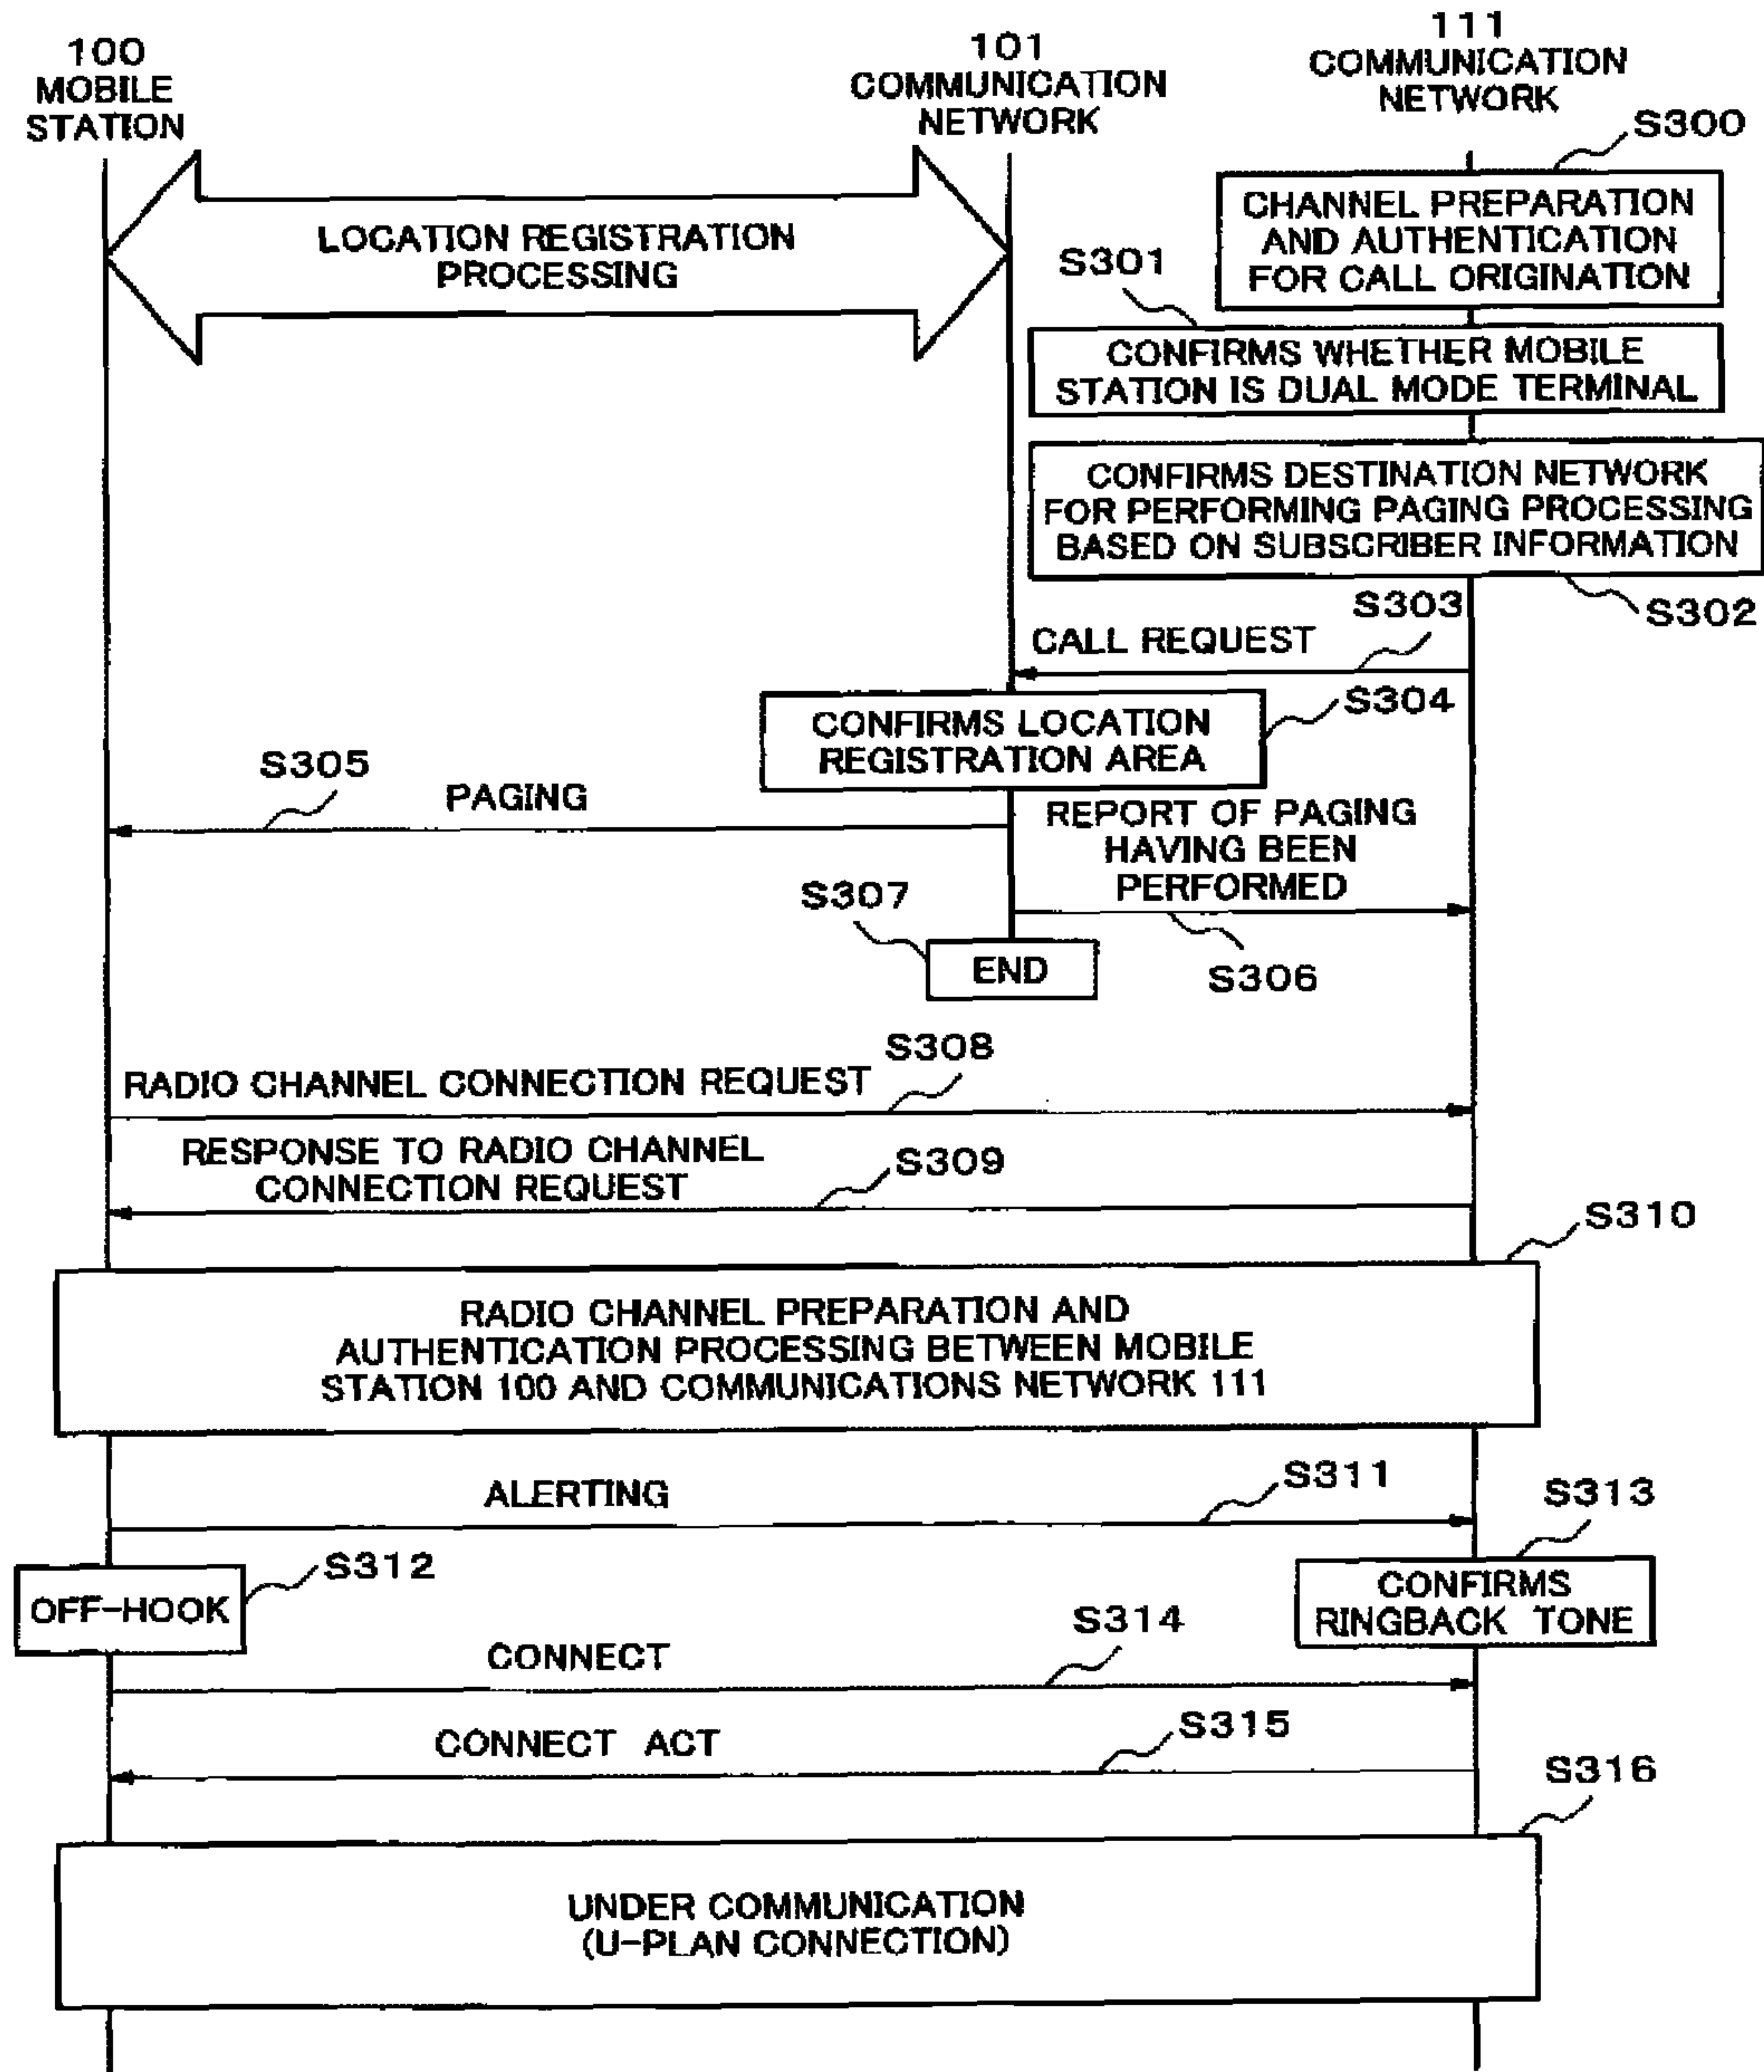 100
MOBILE
STATION
101
COMMUNICATION
NETWORK
111
COMMUNICATION
NETWORK
S300
CHANNEL PREPARATION
AND AUTHENTICATION
FOR CALL ORIGINATION
LOCATION REGISTRATION
PROCESSING
S301
CONFIRMS WHETHER MOBILE
STATION IS DUAL MODE TERMINAL
CONFIRMS DESTINATION NETWORK
FOR PERFORMING PAGING PROCESSING
BASED ON SUBSCRIBER INFORMATION
S302
S303
CALL REQUEST
S304
CONFIRMS LOCATION
REGISTRATION AREA
S305
PAGING
REPORT OF PAGING
HAVING BEEN
PERFORMED
S307
END
S306
S308
RADIO CHANNEL CONNECTION REQUEST
RESPONSE TO RADIO CHANNEL
CONNECTION REQUEST
S309
S310
RADIO CHANNEL PREPARATION AND
AUTHENTICATION PROCESSING BETWEEN MOBILE
STATION 100 AND COMMUNICATIONS NETWORK 111
ALERTING
S311
S313
S312
OFF-HOOK
CONFIRMS
RINGBACK TONE
S314
CONNECT
S315
CONNECT ACT
S316
UNDER COMMUNICATION
(U-PLAN CONNECTION)